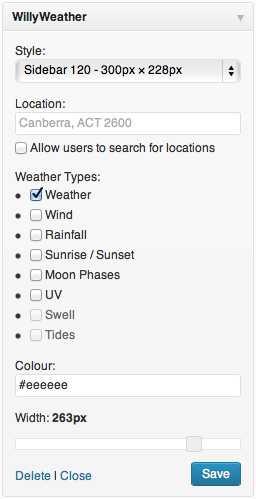 WillyWeather
Style:
Sidebar 120 - 300px × 228px
Location:
Canberra, ACT 2600
Allow users to search for locations
Weather Types:
Weather
Wind
Rainfall
Sunrise / Sunset
Moon Phases
UV
Swell
Tides
Colour:
#eeeeee
Width: 263px
Delete | Close Save